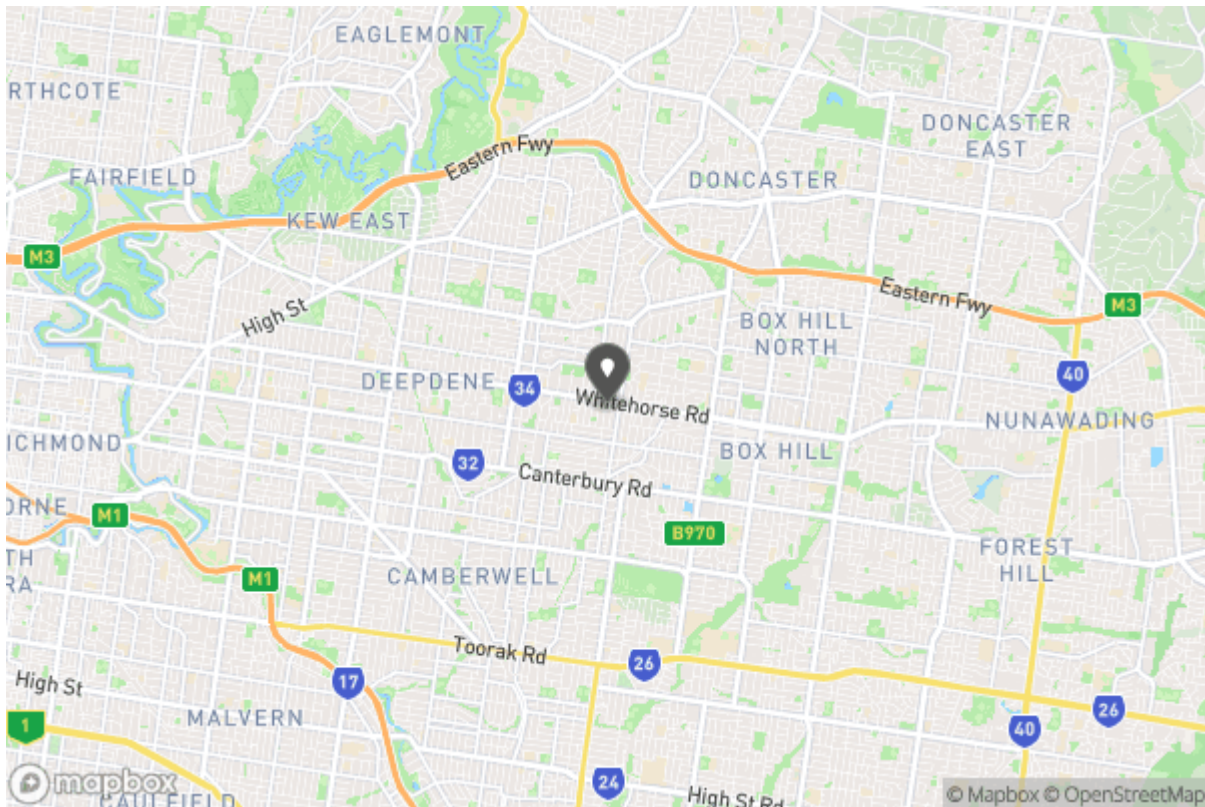 EAGLEMONT
RTHCOTE
DONCASTER
EAST
Eastern Fwy
FAIRFIELD
DONCASTER
KEW EAST
M3
Eastern Fwy
M3
High St
BOX HILL
NORTH
DEEPDENE
34
40
Whitehorse Rd
NUNAWADING
ICHMOND
BOX HILL
32
Canterbury Rd
ORNE
M1
B970
TH
RA
FOREST
HILL
M1
CAMBERWELL
Toorak Rd
26
17
High St
26
MALVERN
1
40
24
mapbox
CAULFIELD
High St Rd
© Mapbox © OpenStreetMap